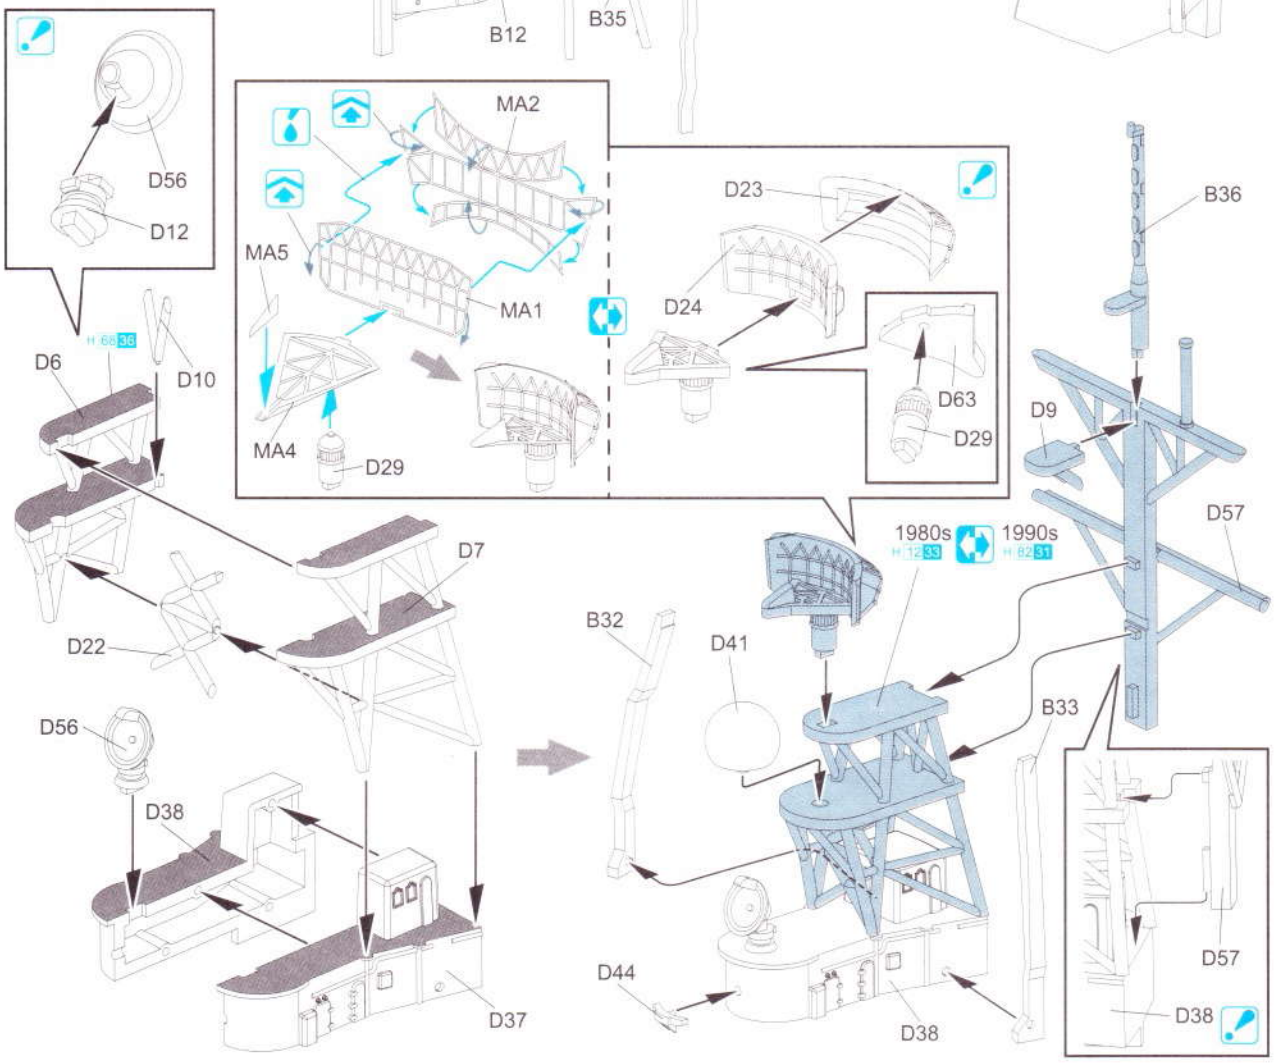 B12
B35
D56
D12
MA2
MA5
MA1
MA4
D29
D23
D24
D63
D29
B36
D9
D57
H 68 36
D6
D10
D7
D22
D56
D38
D37
1980s 1990s
H 12 33 H 82 31
B32
D41
B33
D44
D38
D57
D38